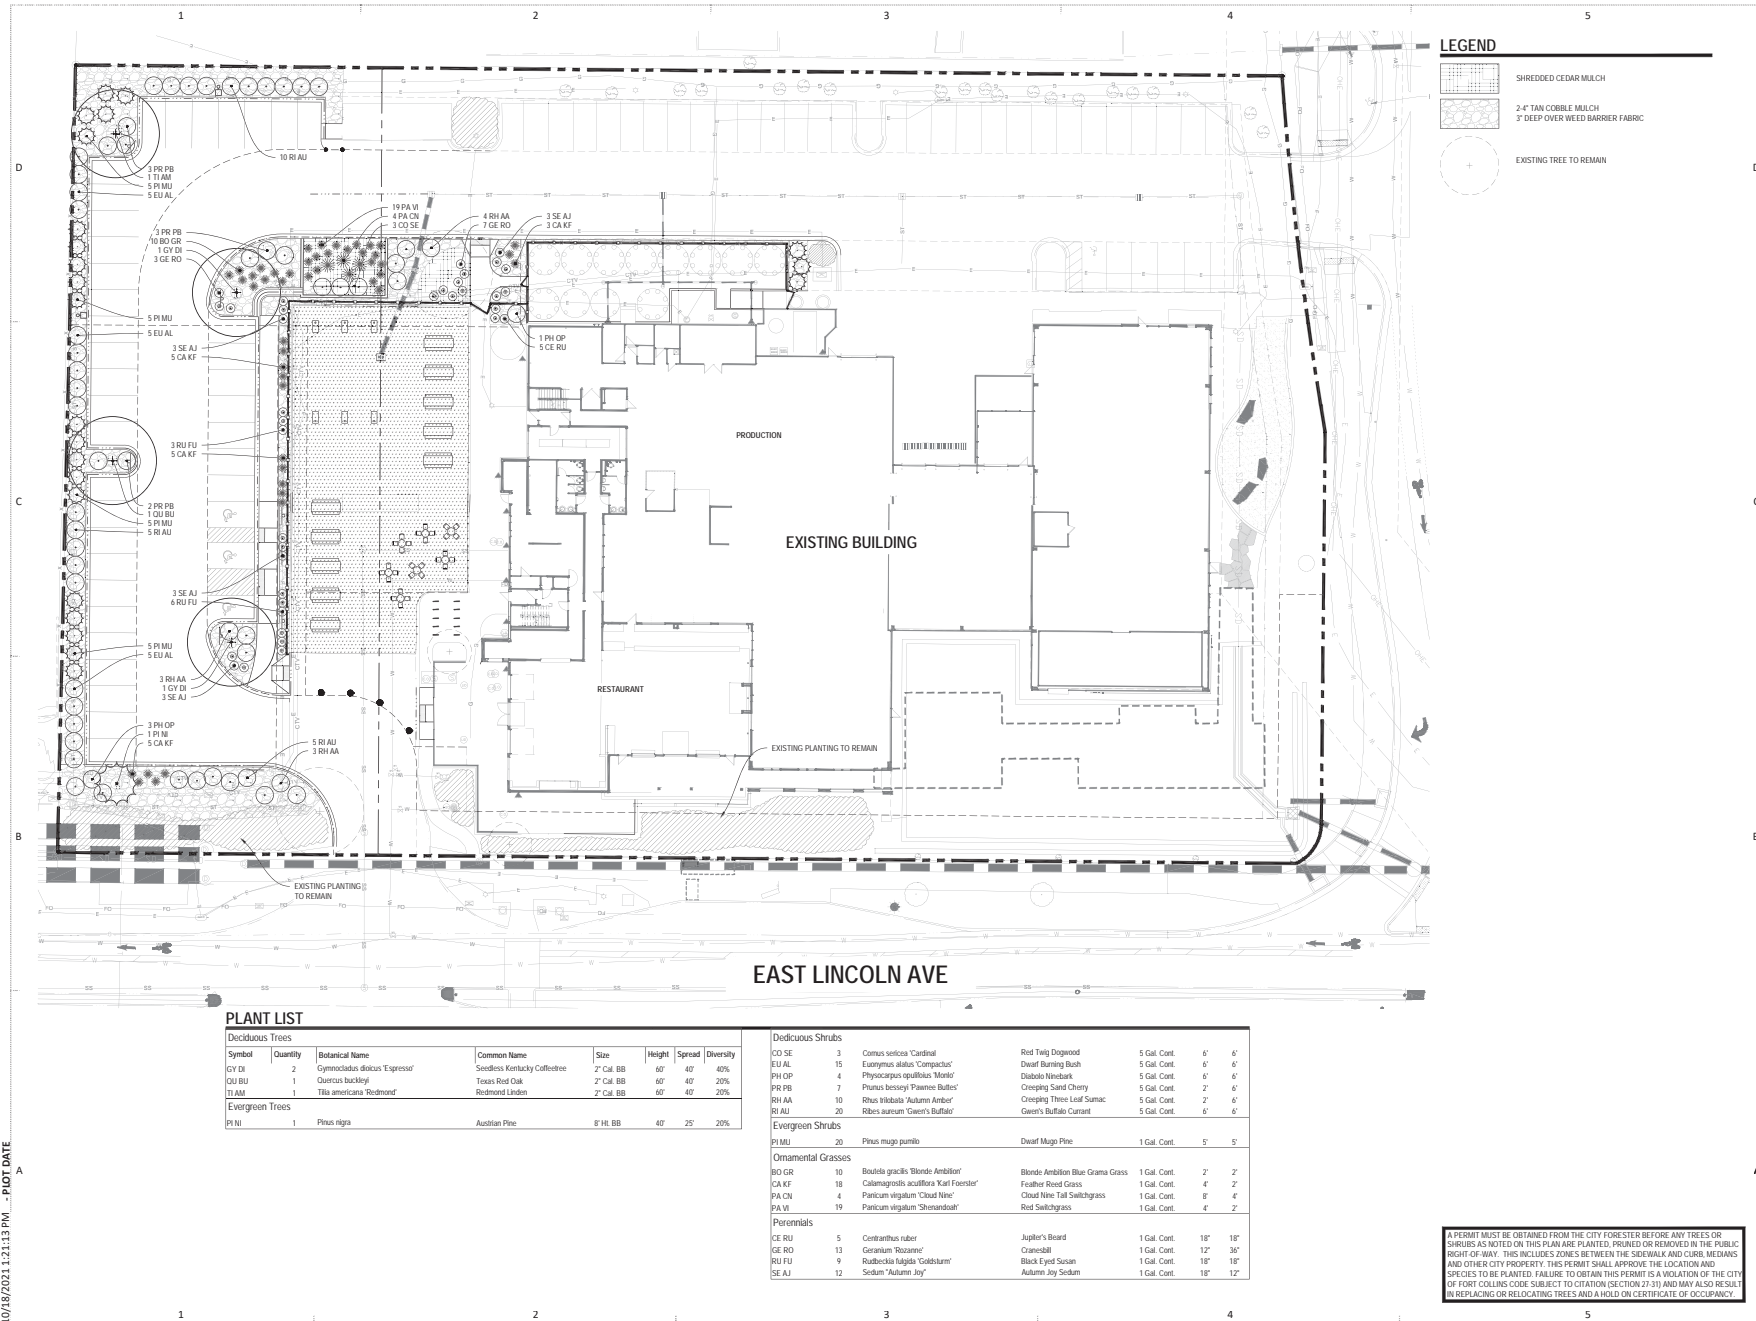 1 2 3 4 5
LEGEND
SHREDDED CEDAR MULCH
2-4" TAN COBBLE MULCH
3" DEEP OVER WEED BARRIER FABRIC
EXISTING TREE TO REMAIN
D
10 RI AU
3 PR PB
1 TI AM
5 PI MU
5 EU AL
19 PA VI
4 PA CN
3 CO SE
4 RH AA
7 GE RO
3 SE AJ
3 CA KF
3 PR PB
10 BO GR
1 GY DI
3 GE RO
5 PI MU
5 EU AL
3 SE AJ
5 CA KF
1 PH OP
5 CE RU
3 RU FU
5 CA KF
PRODUCTION
C
2 PR PB
1 QU BU
5 PI MU
5 RI AU
EXISTING BUILDING
3 SE AJ
6 RU FU
5 PI MU
5 EU AL
3 RH AA
1 GY DI
3 SE AJ
RESTAURANT
3 PH OP
1 PI NI
5 CA KF
5 RI AU
3 RH AA
EXISTING PLANTING TO REMAIN
B
EXISTING PLANTING
TO REMAIN
EAST LINCOLN AVE
PLANT LIST
Deciduous Trees
Symbol Quantity Botanical Name Common Name Size Height Spread Diversity
GY DI 2 Gymnocladus dioicus 'Espresso' Seedless Kentucky Coffeetree 2" Cal. BB 60' 40' 40%
QU BU 1 Quercus buckleyi Texas Red Oak 2" Cal. BB 60' 40' 20%
TI AM 1 Tilia americana 'Redmond' Redmond Linden 2" Cal. BB 60' 40' 20%
Evergreen Trees
PI NI 1 Pinus nigra Austrian Pine 8' Ht. BB 40' 25' 20%
Dedicuous Shrubs
CO SE 3 Cornus sericea 'Cardinal' Red Twig Dogwood 5 Gal. Cont. 6' 6'
EU AL 15 Euonymus alatus 'Compactus' Dwarf Burning Bush 5 Gal. Cont. 6' 6'
PH OP 4 Physocarpus opulifolius 'Monlo' Diabolo Ninebark 5 Gal. Cont. 6' 6'
PR PB 7 Prunus besseyi 'Pawnee Buttes' Creeping Sand Cherry 5 Gal. Cont. 2' 6'
RH AA 10 Rhus trilobata 'Autumn Amber' Creeping Three Leaf Sumac 5 Gal. Cont. 2' 6'
RI AU 20 Ribes aureum 'Gwen's Buffalo' Gwen's Buffalo Currant 5 Gal. Cont. 6' 6'
Evergreen Shrubs
PI MU 20 Pinus mugo pumilo Dwarf Mugo Pine 1 Gal. Cont. 5' 5'
Ornamental Grasses
BO GR 10 Boutela gracilis 'Blonde Ambition' Blonde Ambition Blue Grama Grass 1 Gal. Cont. 2' 2'
CA KF 18 Calamagrostis acutiflora 'Karl Foerster' Feather Reed Grass 1 Gal. Cont. 4' 2'
PA CN 4 Panicum virgatum 'Cloud Nine' Cloud Nine Tall Switchgrass 1 Gal. Cont. 8' 4'
PA VI 19 Panicum virgatum 'Shenandoah' Red Switchgrass 1 Gal. Cont. 4' 2'
Perennials
CE RU 5 Centranthus ruber Jupiter's Beard 1 Gal. Cont. 18" 18"
GE RO 13 Geranium 'Rozanne' Cranesbill 1 Gal. Cont. 12" 36"
RU FU 9 Rudbeckia fulgida 'Goldsturm' Black Eyed Susan 1 Gal. Cont. 18" 18"
SE AJ 12 Sedum "Autumn Joy" Autumn Joy Sedum 1 Gal. Cont. 18" 12"
A
10/18/2021 1:21:13 PM - PLOT DATE
A PERMIT MUST BE OBTAINED FROM THE CITY FORESTER BEFORE ANY TREES OR
SHRUBS AS NOTED ON THIS PLAN ARE PLANTED, PRUNED OR REMOVED IN THE PUBLIC
RIGHT-OF-WAY. THIS INCLUDES ZONES BETWEEN THE SIDEWALK AND CURB, MEDIANS
AND OTHER CITY PROPERTY. THIS PERMIT SHALL APPROVE THE LOCATION AND
SPECIES TO BE PLANTED. FAILURE TO OBTAIN THIS PERMIT IS A VIOLATION OF THE CITY
OF FORT COLLINS CODE SUBJECT TO CITATION (SECTION 27-31) AND MAY ALSO RESULT
IN REPLACING OR RELOCATING TREES AND A HOLD ON CERTIFICATE OF OCCUPANCY.
1 2 3 4 5